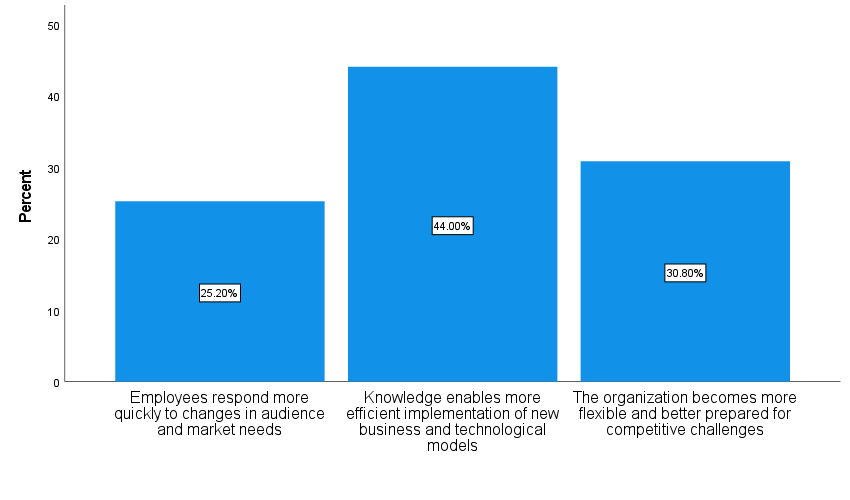 50
40
30
20
10
0
Percent
25.20%
44.00%
30.80%
Employees respond more
quickly to changes in audience
and market needs
Knowledge enables more
efficient implementation of new
business and technological
models
The organization becomes more
flexible and better prepared for
competitive challenges